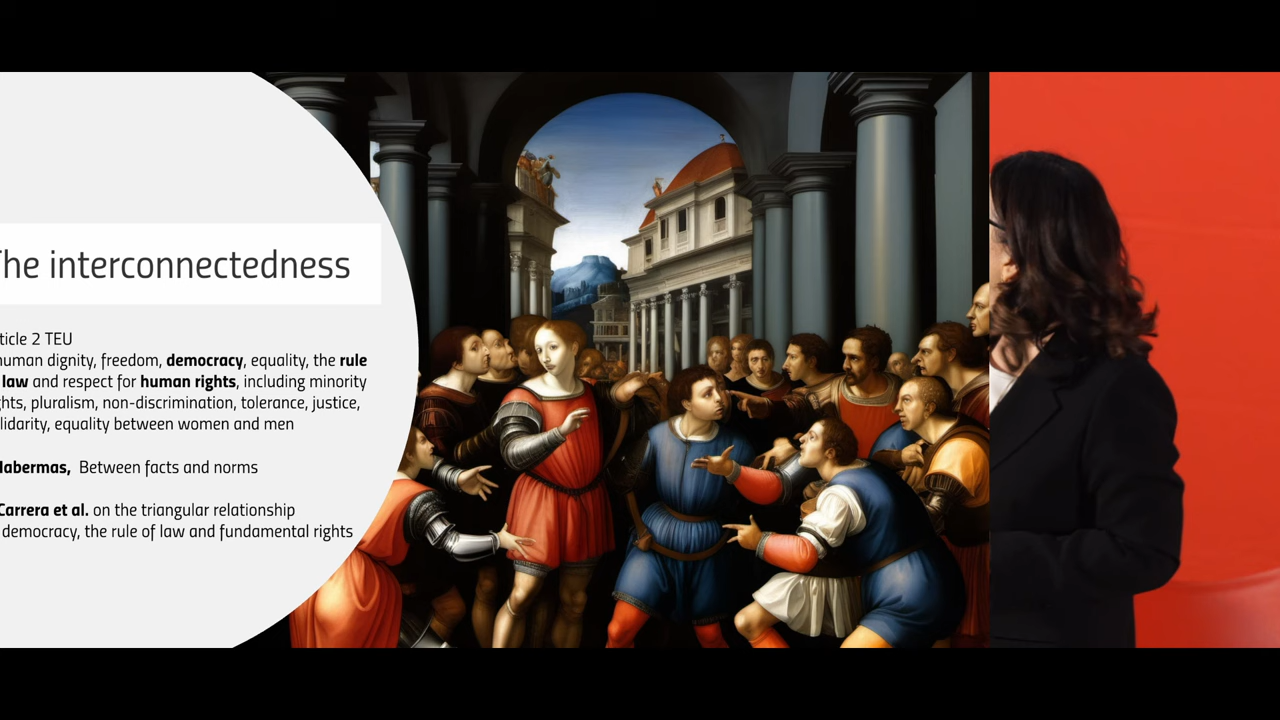 The interconnectedness
ticle 2 TEU
human dignity, freedom, democracy, equality, the rule
law and respect for human rights, including minority
ghts, pluralism, non-discrimination, tolerance, justice,
lidarity, equality between women and men
Habermas, Between facts and norms
Carrera et al. on the triangular relationship
democracy, the rule of law and fundamental rights